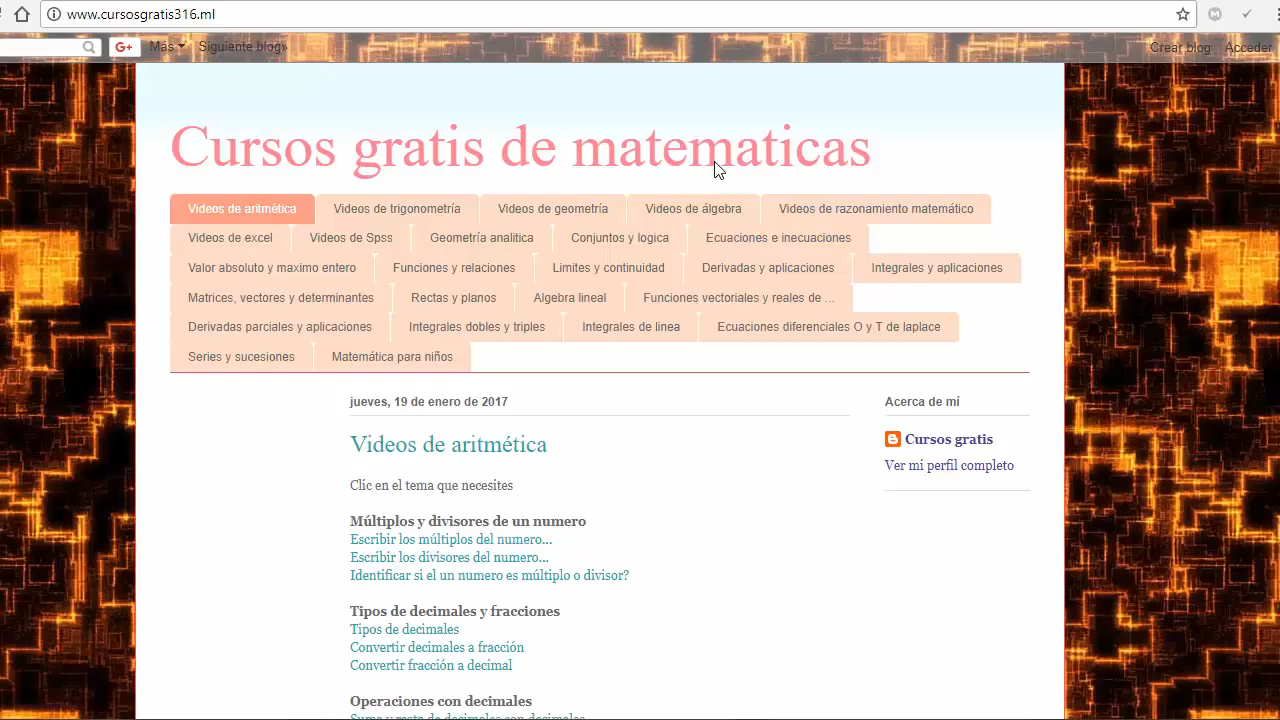 www.cursosgratis316.ml
G+ Más Siguiente blog» Crear blog Acceder
Cursos gratis de matematicas
Videos de aritmética Videos de trigonometría Videos de geometría Videos de álgebra Videos de razonamiento matemático
Videos de excel Videos de Spss Geometría analitica Conjuntos y logica Ecuaciones e inecuaciones
Valor absoluto y maximo entero Funciones y relaciones Limites y continuidad Derivadas y aplicaciones Integrales y aplicaciones
Matrices, vectores y determinantes Rectas y planos Algebra lineal Funciones vectoriales y reales de ...
Derivadas parciales y aplicaciones Integrales dobles y triples Integrales de linea Ecuaciones diferenciales O y T de laplace
Series y sucesiones Matemática para niños
jueves, 19 de enero de 2017
Videos de aritmética
Clic en el tema que necesites
Múltiplos y divisores de un numero
Escribir los múltiplos del numero...
Escribir los divisores del numero...
Identificar si el un numero es múltiplo o divisor?
Tipos de decimales y fracciones
Tipos de decimales
Convertir decimales a fracción
Convertir fracción a decimal
Operaciones con decimales
Suma y resta de decimales con decimales
Acerca de mí
Cursos gratis
Ver mi perfil completo